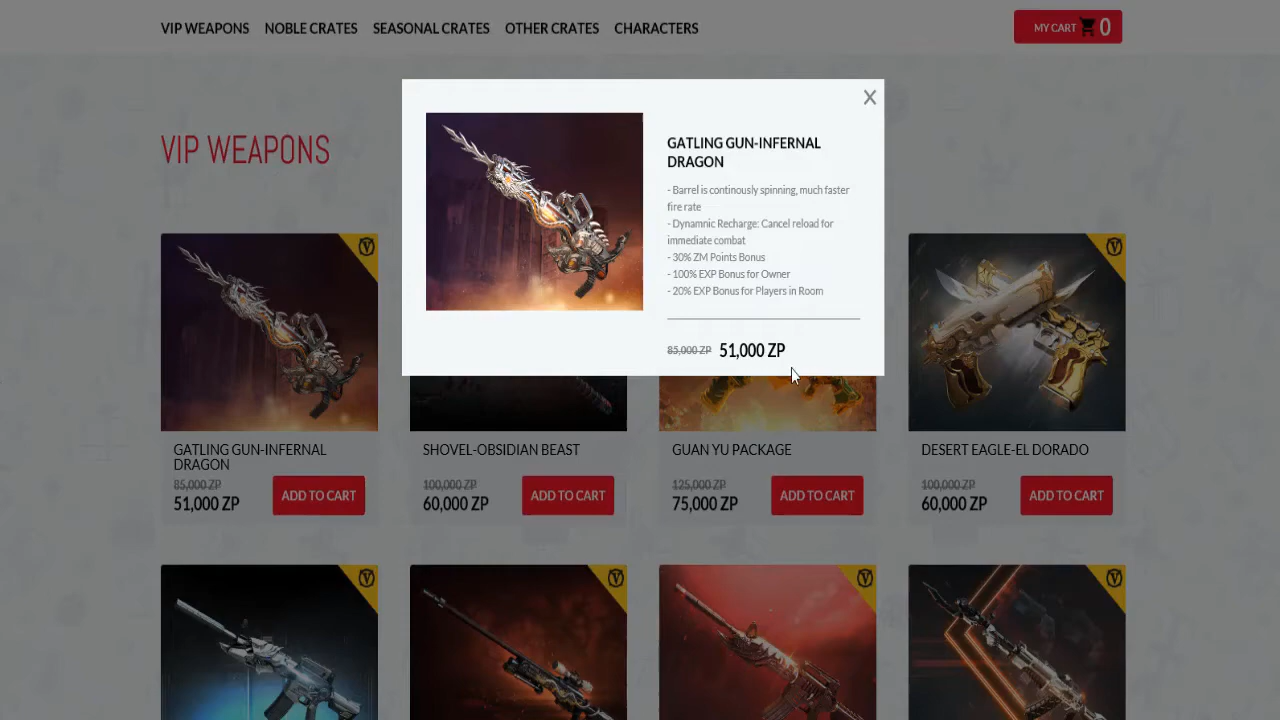 VIP WEAPONS NOBLE CRATES SEASONAL CRATES OTHER CRATES CHARACTERS MY CART 0
X
VIP WEAPONS
GATLING GUN-INFERNAL
DRAGON
- Barrel is continously spinning, much faster
fire rate
- Dynamnic Recharge: Cancel reload for
immediate combat
- 30% ZM Points Bonus
- 100% EXP Bonus for Owner
- 20% EXP Bonus for Players in Room
85,000 ZP 51,000 ZP
V
V
GATLING GUN-INFERNAL
DRAGON
85,000 ZP
51,000 ZP
ADD TO CART
SHOVEL-OBSIDIAN BEAST
100,000 ZP
60,000 ZP
ADD TO CART
GUAN YU PACKAGE
125,000 ZP
75,000 ZP
ADD TO CART
DESERT EAGLE-EL DORADO
100,000 ZP
60,000 ZP
ADD TO CART
V
V
V
V